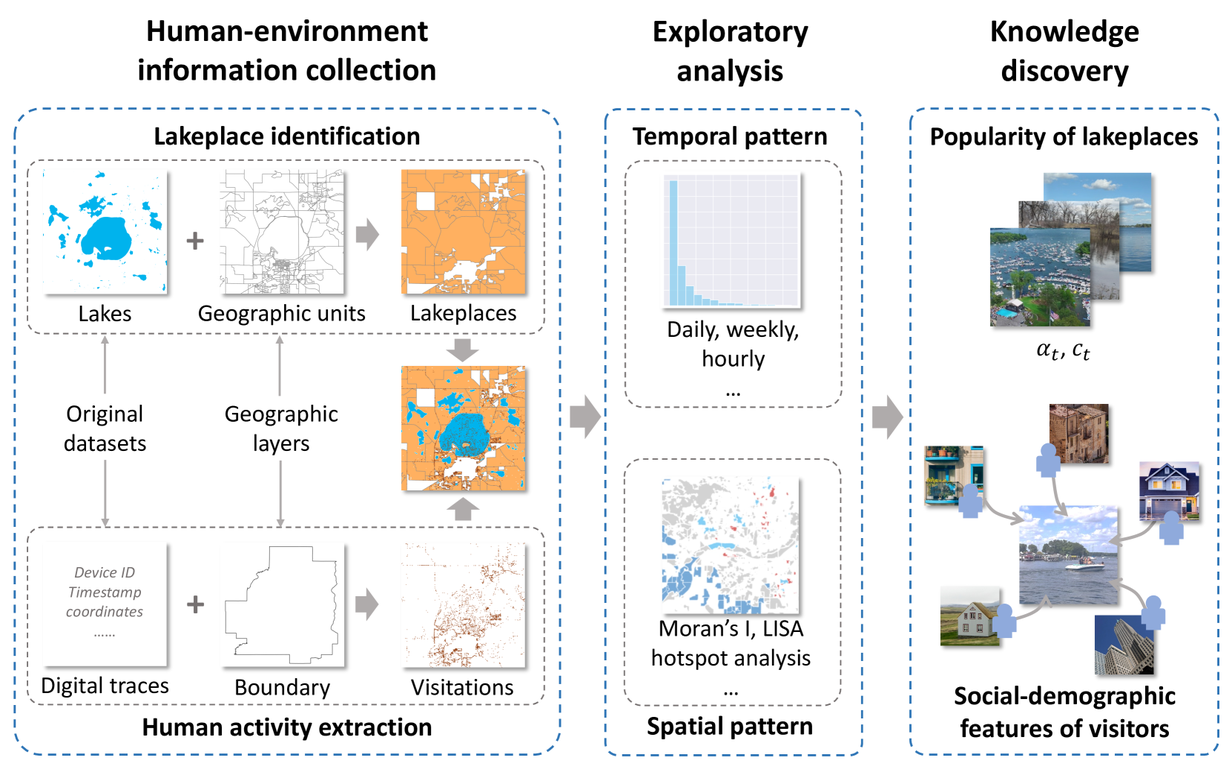 Human-environment
information collection
Exploratory
analysis
Knowledge
discovery
Lakeplace identification
Lakes
Geographic units
Lakeplaces
Original
datasets
Geographic
layers
Device ID
Timestamp
coordinates
......
Digital traces
Boundary
Visitations
Human activity extraction
Temporal pattern
Daily, weekly,
hourly
...
Moran's I, LISA
hotspot analysis
...
Spatial pattern
Popularity of lakeplaces
α_t, c_t
Social-demographic
features of visitors